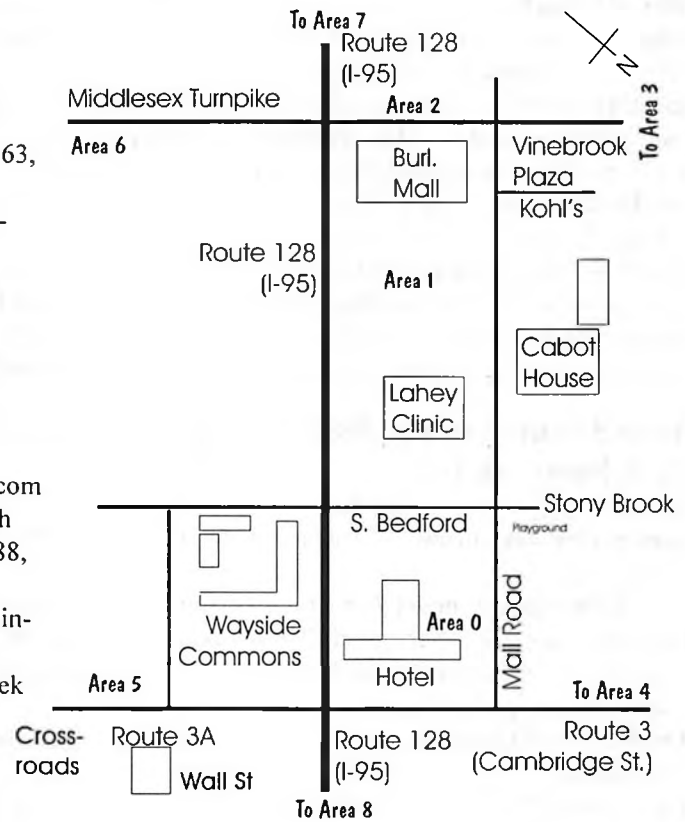 To Area 7
Route 128
(I-95)
N
Middlesex Turnpike
Area 2
To Area 3
63,
Area 6
Burl.
Mall
Vinebrook
Plaza
Kohl's
Route 128
(I-95)
Area 1
Cabot
House
Lahey
Clinic
com
h
Stony Brook
S. Bedford
Playground
38,
in-
Wayside
Commons
Area 0
Mall Road
ek
Area 5
Hotel
To Area 4
Cross-
roads
Route 3A
Wall St
Route 128
(I-95)
Route 3
(Cambridge St.)
To Area 8